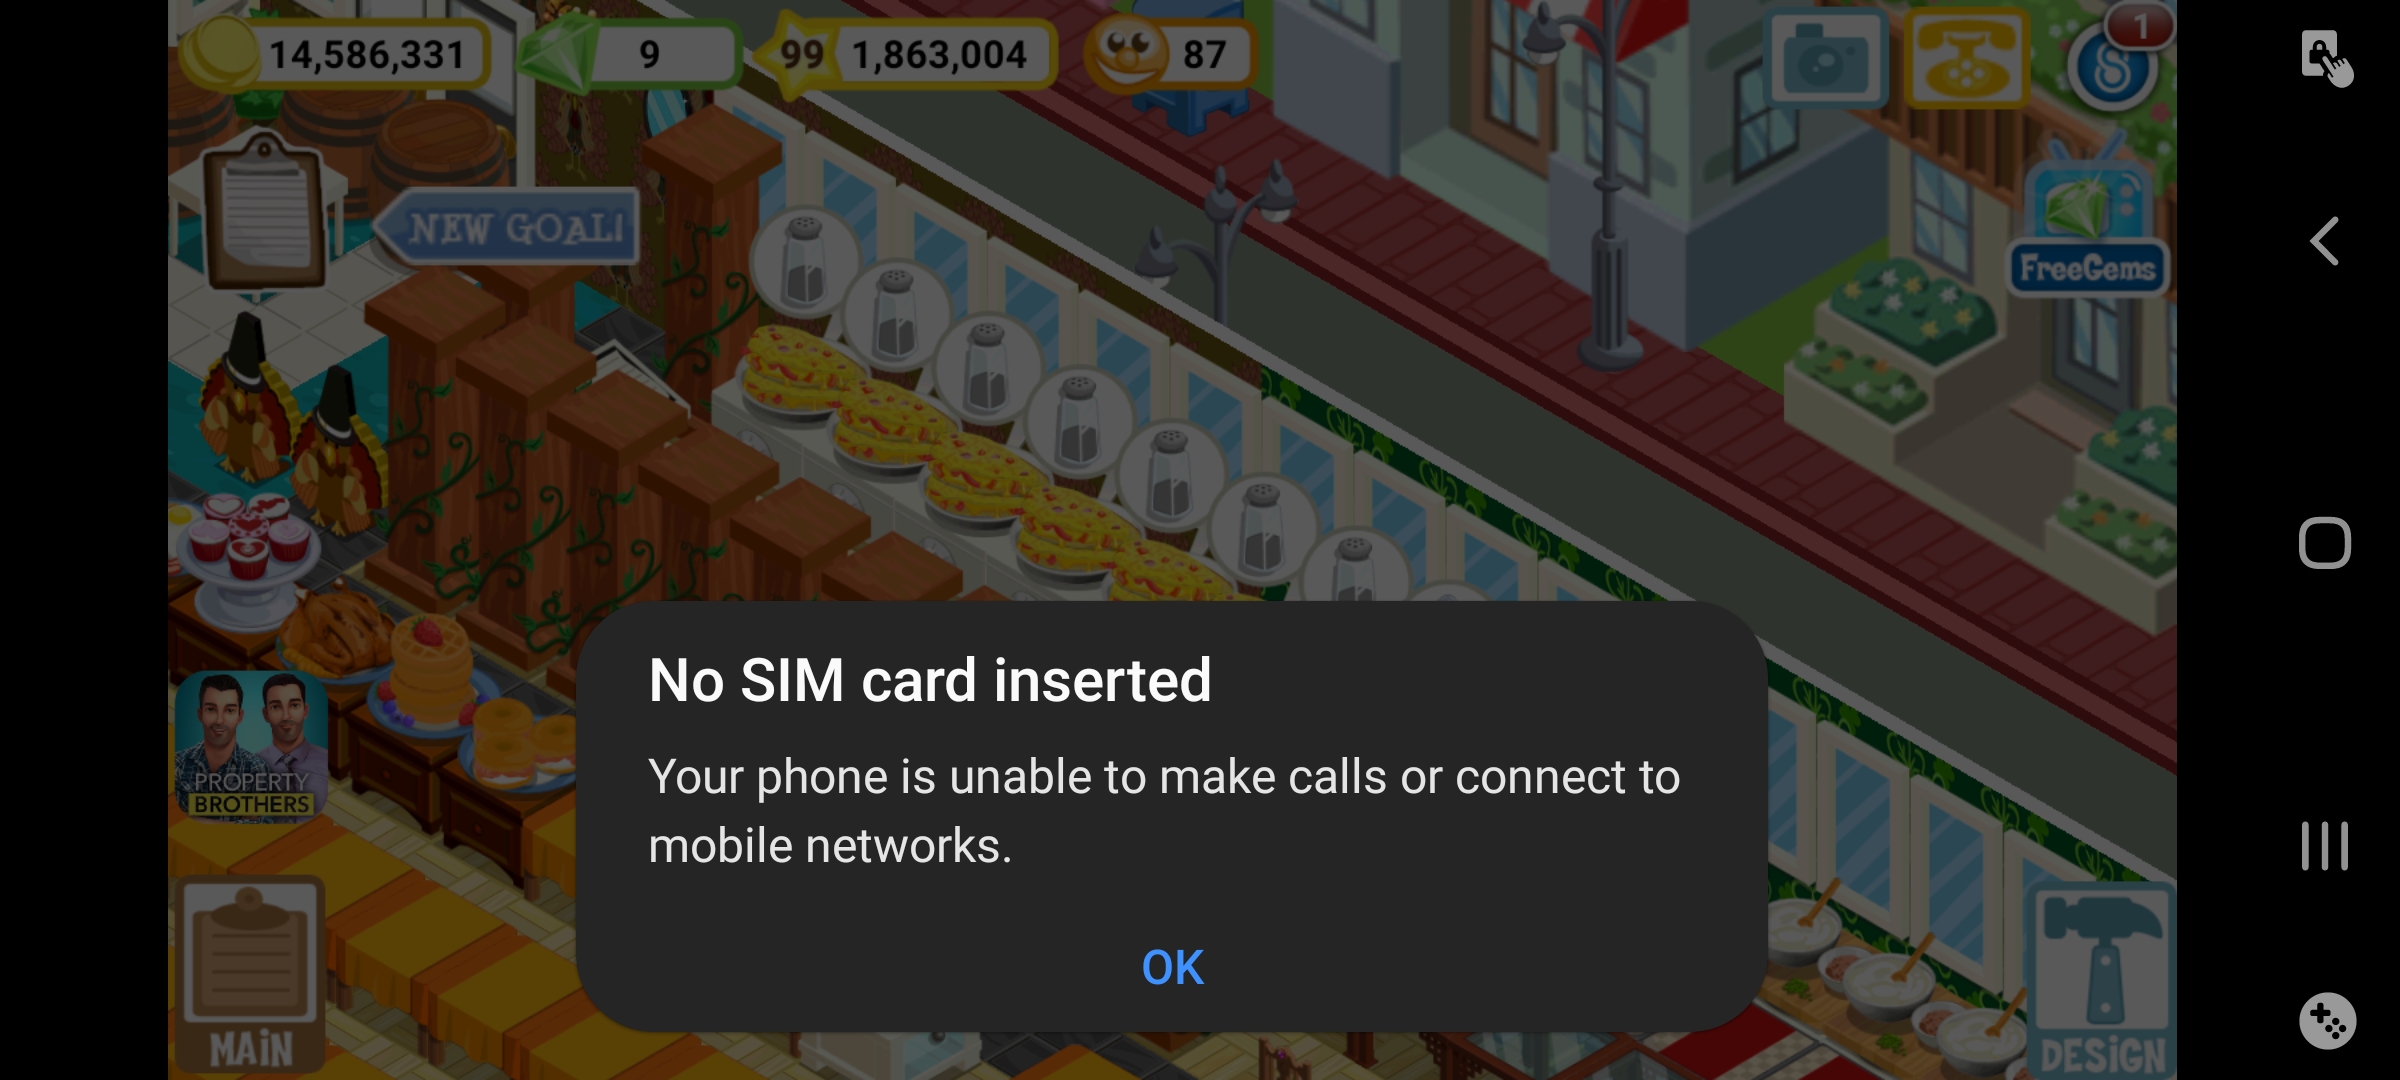 14,586,331
9
99
1,863,004
87
1
NEW GOAL!
FreeGems
No SIM card inserted
Your phone is unable to make calls or connect to
mobile networks.
OK
PROPERTY
BROTHERS
MAiN
DESiGN